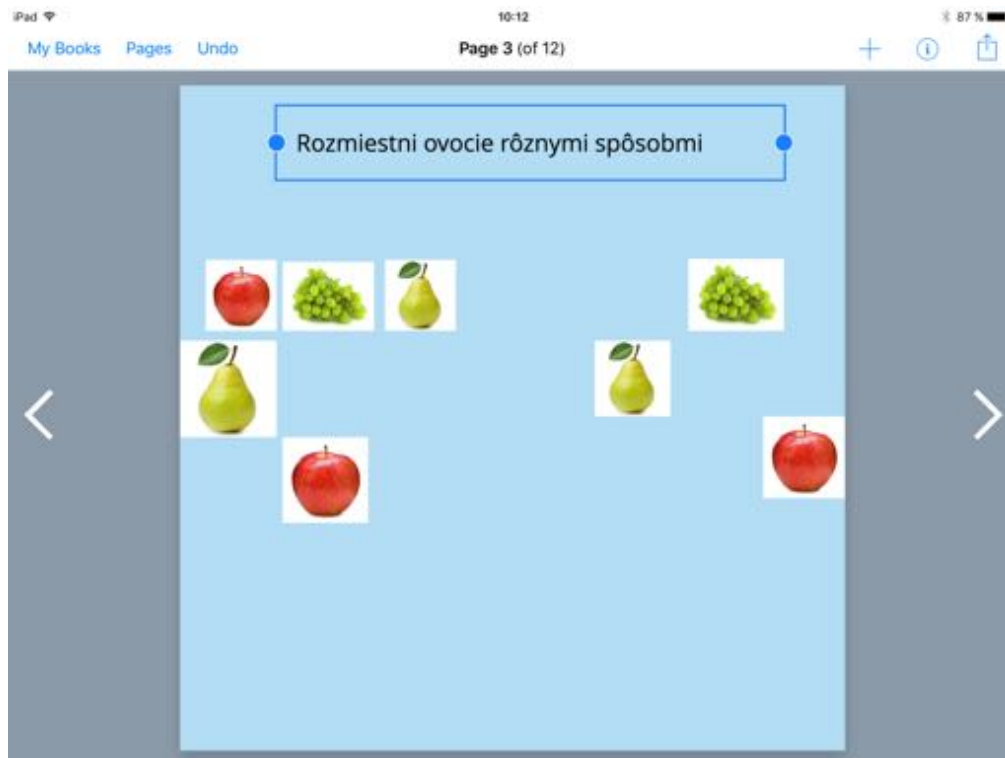 iPad 10:12 87 %
My Books Pages Undo Page 3 (of 12)
Rozmiestni ovocie rôznymi spôsobmi